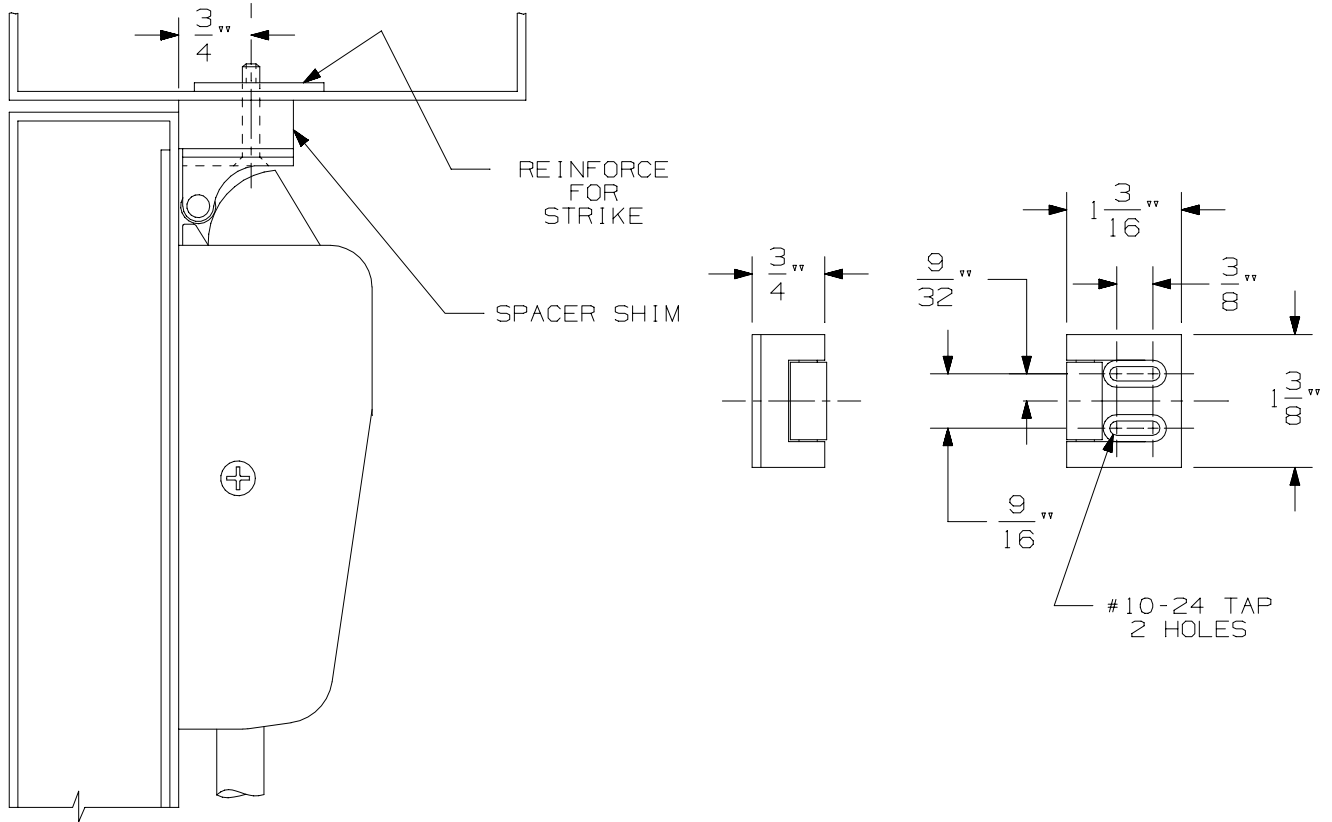 3/4"
REINFORCE
FOR
STRIKE
SPACER SHIM
3/4"
9/32"
1 3/16"
3/8"
1 3/8"
9/16"
#10-24 TAP
2 HOLES